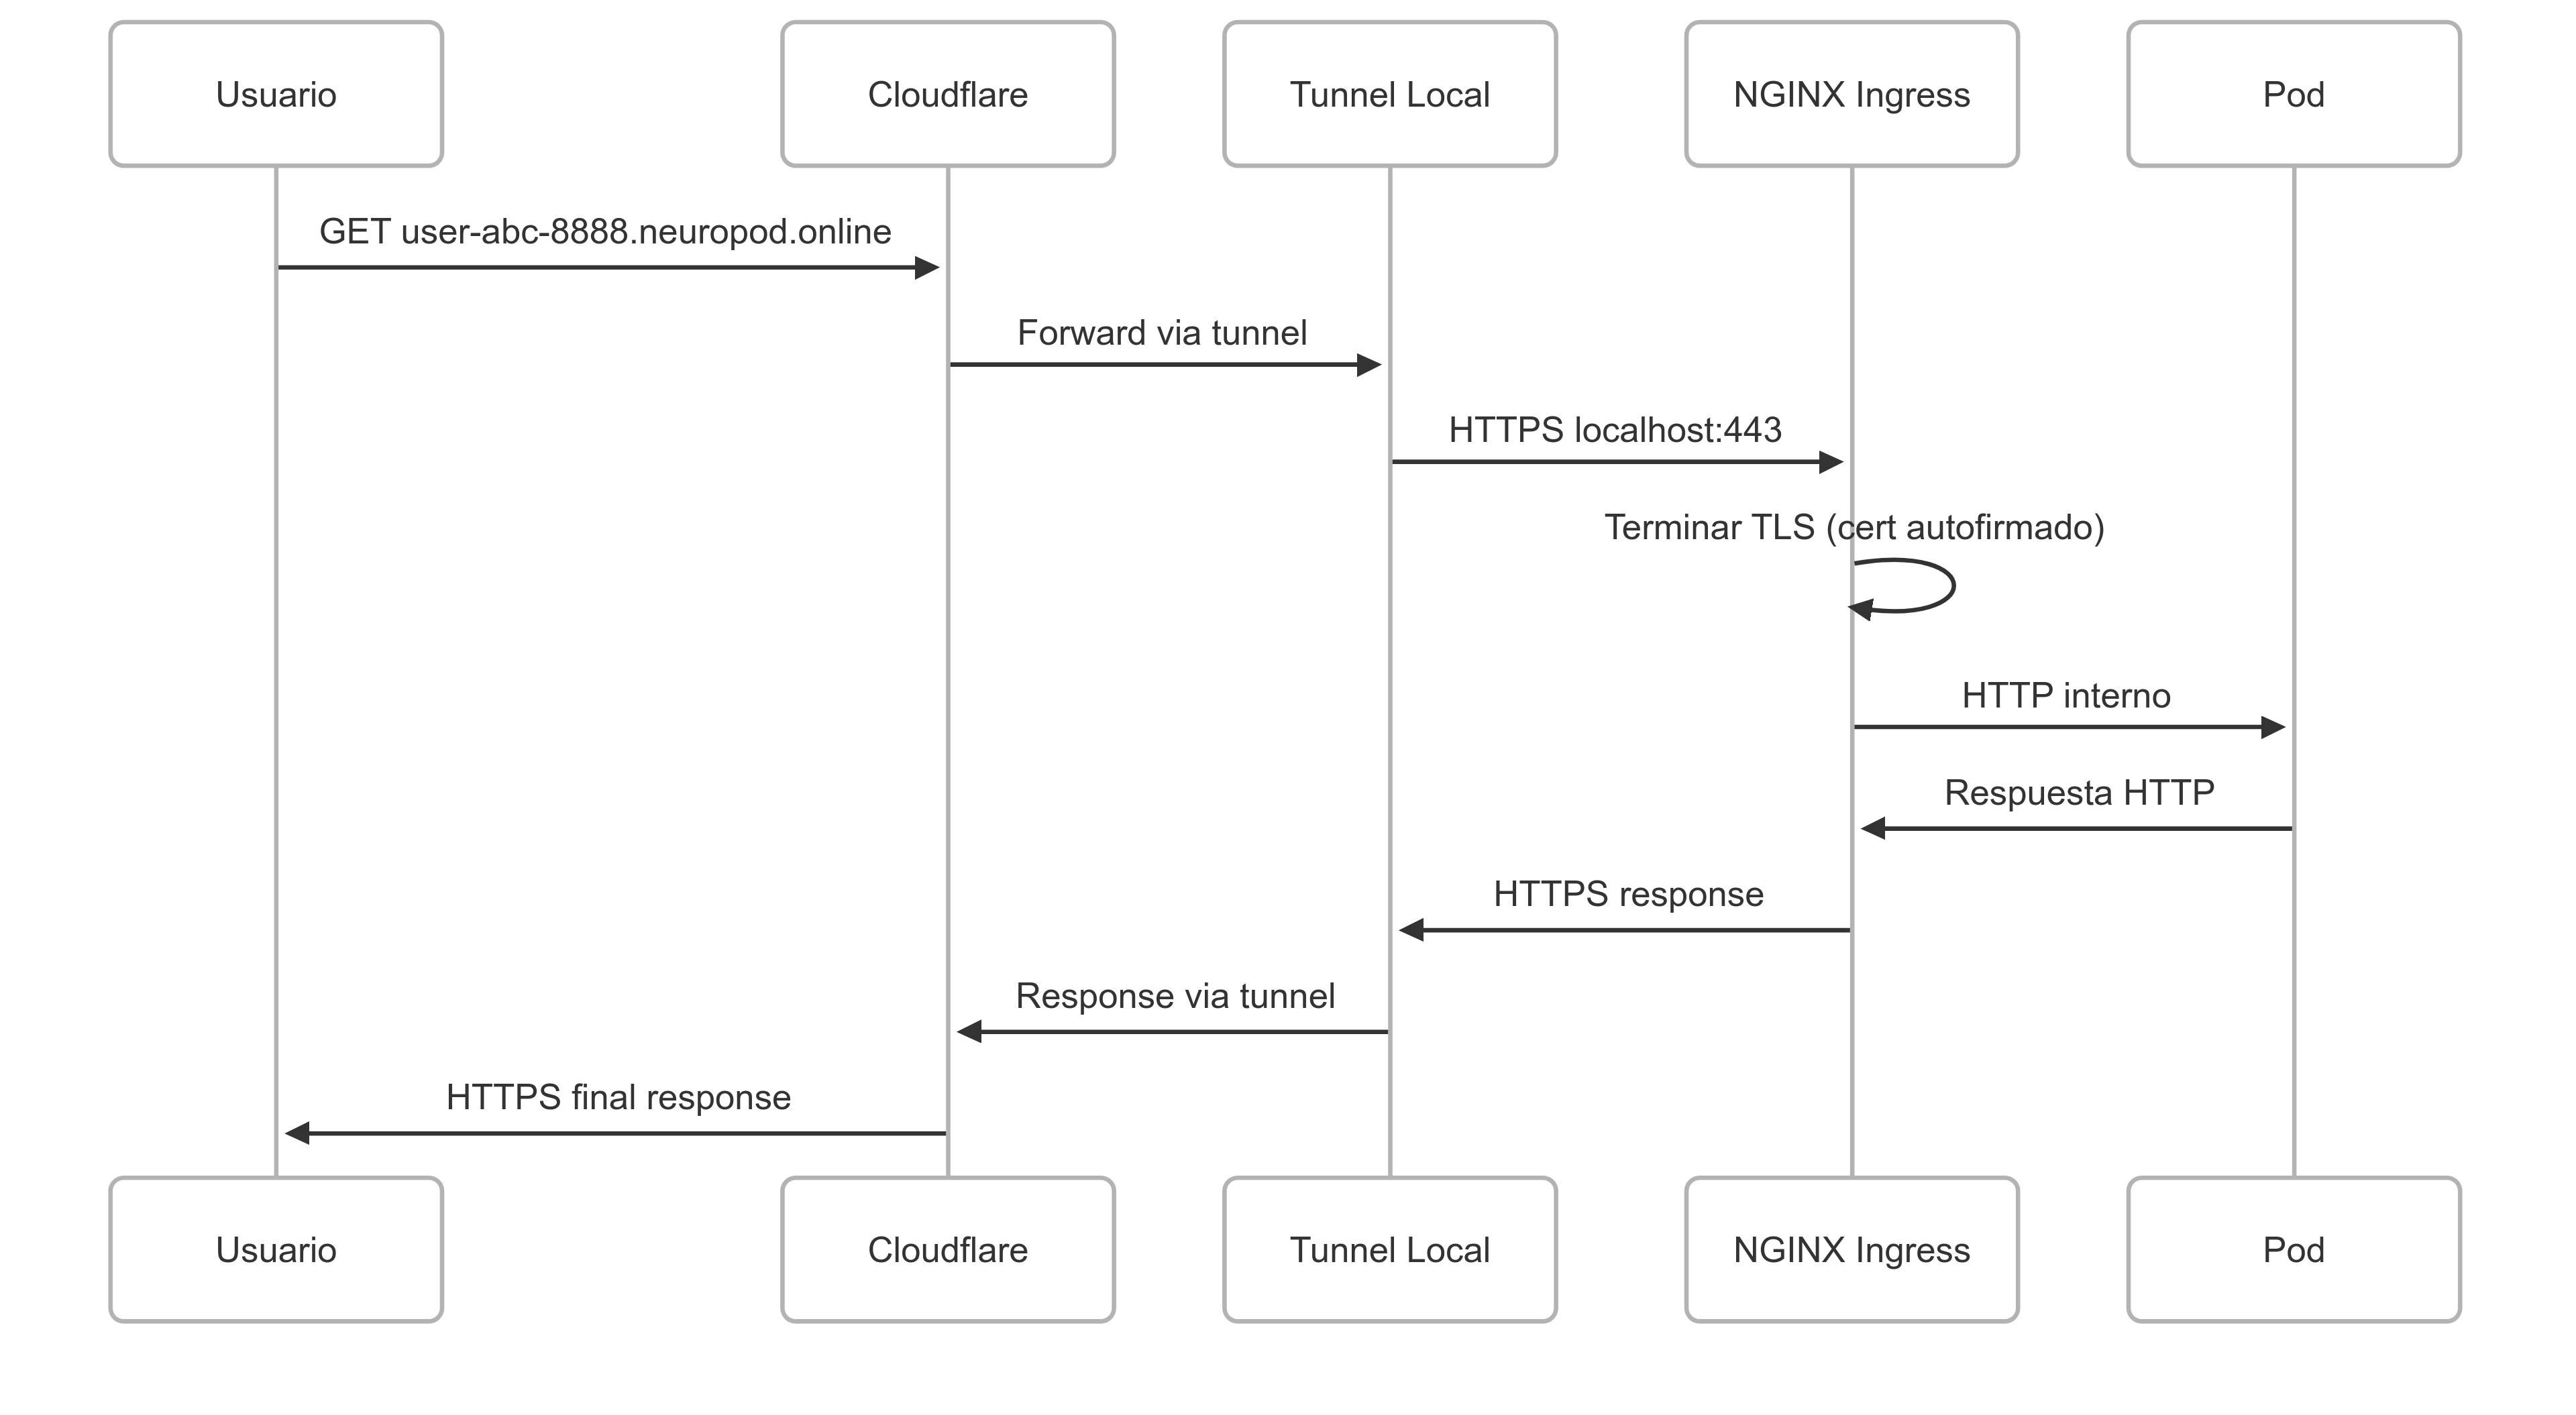 Usuario
Cloudflare
Tunnel Local
NGINX Ingress
Pod
GET user-abc-8888.neuropod.online
Forward via tunnel
HTTPS localhost:443
Terminar TLS (cert autofirmado)
HTTP interno
Respuesta HTTP
HTTPS response
Response via tunnel
HTTPS final response
Usuario
Cloudflare
Tunnel Local
NGINX Ingress
Pod